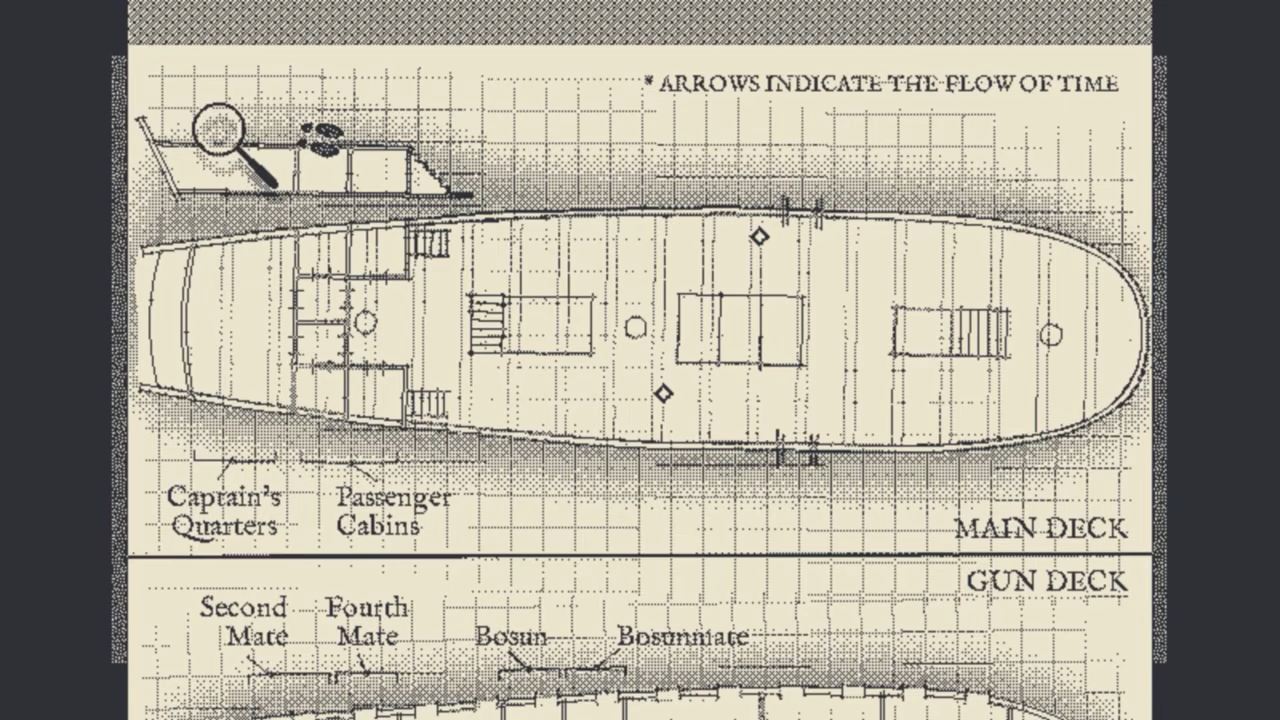 * ARROWS INDICATE THE FLOW OF TIME
Captain's
Quarters
Passenger
Cabins
MAIN DECK
GUN DECK
Second
Mate
Fourth
Mate
Bosun
Bosunmate